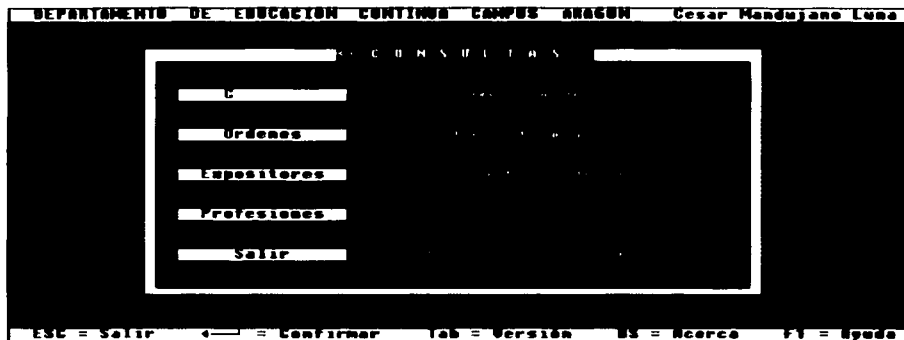 DEPARTAMENTO DE EDUCACION CONTINUA CAMPUS ARAGON Cesar Mandujano Luna
C O N S U L T A S
C
Ordenes
Expositores
Profesiones
Salir
ESC = Salir ◄──┘ = Confirmar Tab = Versión BS = Acerca F1 = Ayuda